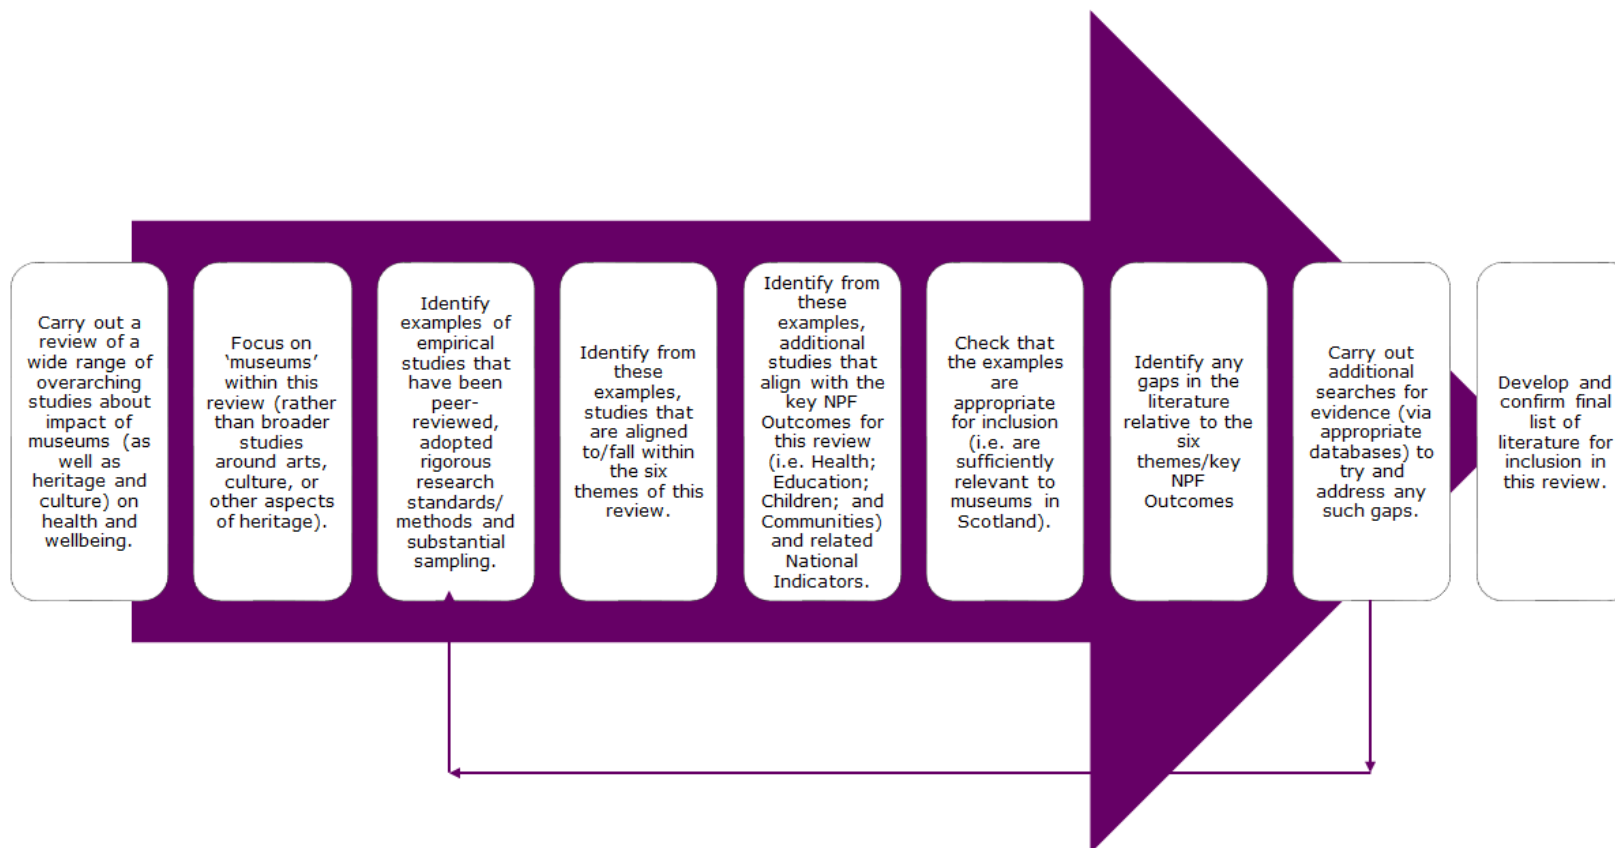 Carry out a
review of a
wide range of
overarching
studies about
impact of
museums (as
well as
heritage and
culture) on
health and
wellbeing.
Focus on
‘museums’
within this
review (rather
than broader
studies
around arts,
culture, or
other aspects
of heritage).
Identify
examples of
empirical
studies that
have been
peer-
reviewed,
adopted
rigorous
research
standards/
methods and
substantial
sampling.
Identify from
these
examples,
studies that
are aligned
to/fall within
the six
themes of this
review.
Identify from
these
examples,
additional
studies that
align with the
key NPF
Outcomes for
this review
(i.e. Health;
Education;
Children; and
Communities)
and related
National
Indicators.
Check that
the examples
are
appropriate
for inclusion
(i.e. are
sufficiently
relevant to
museums in
Scotland).
Identify any
gaps in the
literature
relative to the
six
themes/key
NPF
Outcomes
Carry out
additional
searches for
evidence (via
appropriate
databases) to
try and
address any
such gaps.
Develop and
confirm final
list of
literature for
inclusion in
this review.